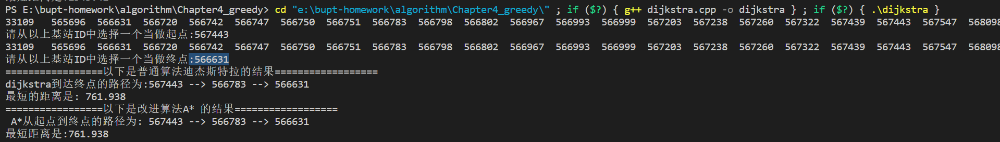 PS E:\bupt-homework\algorithm\Chapter4_greedy> cd "e:\bupt-homework\algorithm\Chapter4_greedy\" ; if ($?) { g++ dijkstra.cpp -o dijkstra } ; if ($?) { .\dijkstra }
33109 565696 566631 566720 566742 566747 566750 566751 566783 566798 566802 566967 566993 566999 567203 567238 567260 567322 567439 567443 567547 568098
请从以上基站ID中选择一个当做起点:567443
33109 565696 566631 566720 566742 566747 566750 566751 566783 566798 566802 566967 566993 566999 567203 567238 567260 567322 567439 567443 567547 568098
请从以上基站ID中选择一个当做终点:566631
=================以下是普通算法迪杰斯特拉的结果==================
dijkstra到达终点的路径为:567443 --> 566783 --> 566631
最短的距离是: 761.938
=================以下是改进算法A* 的结果==================
A*从起点到终点的路径为: 567443 --> 566783 --> 566631
最短距离是:761.938